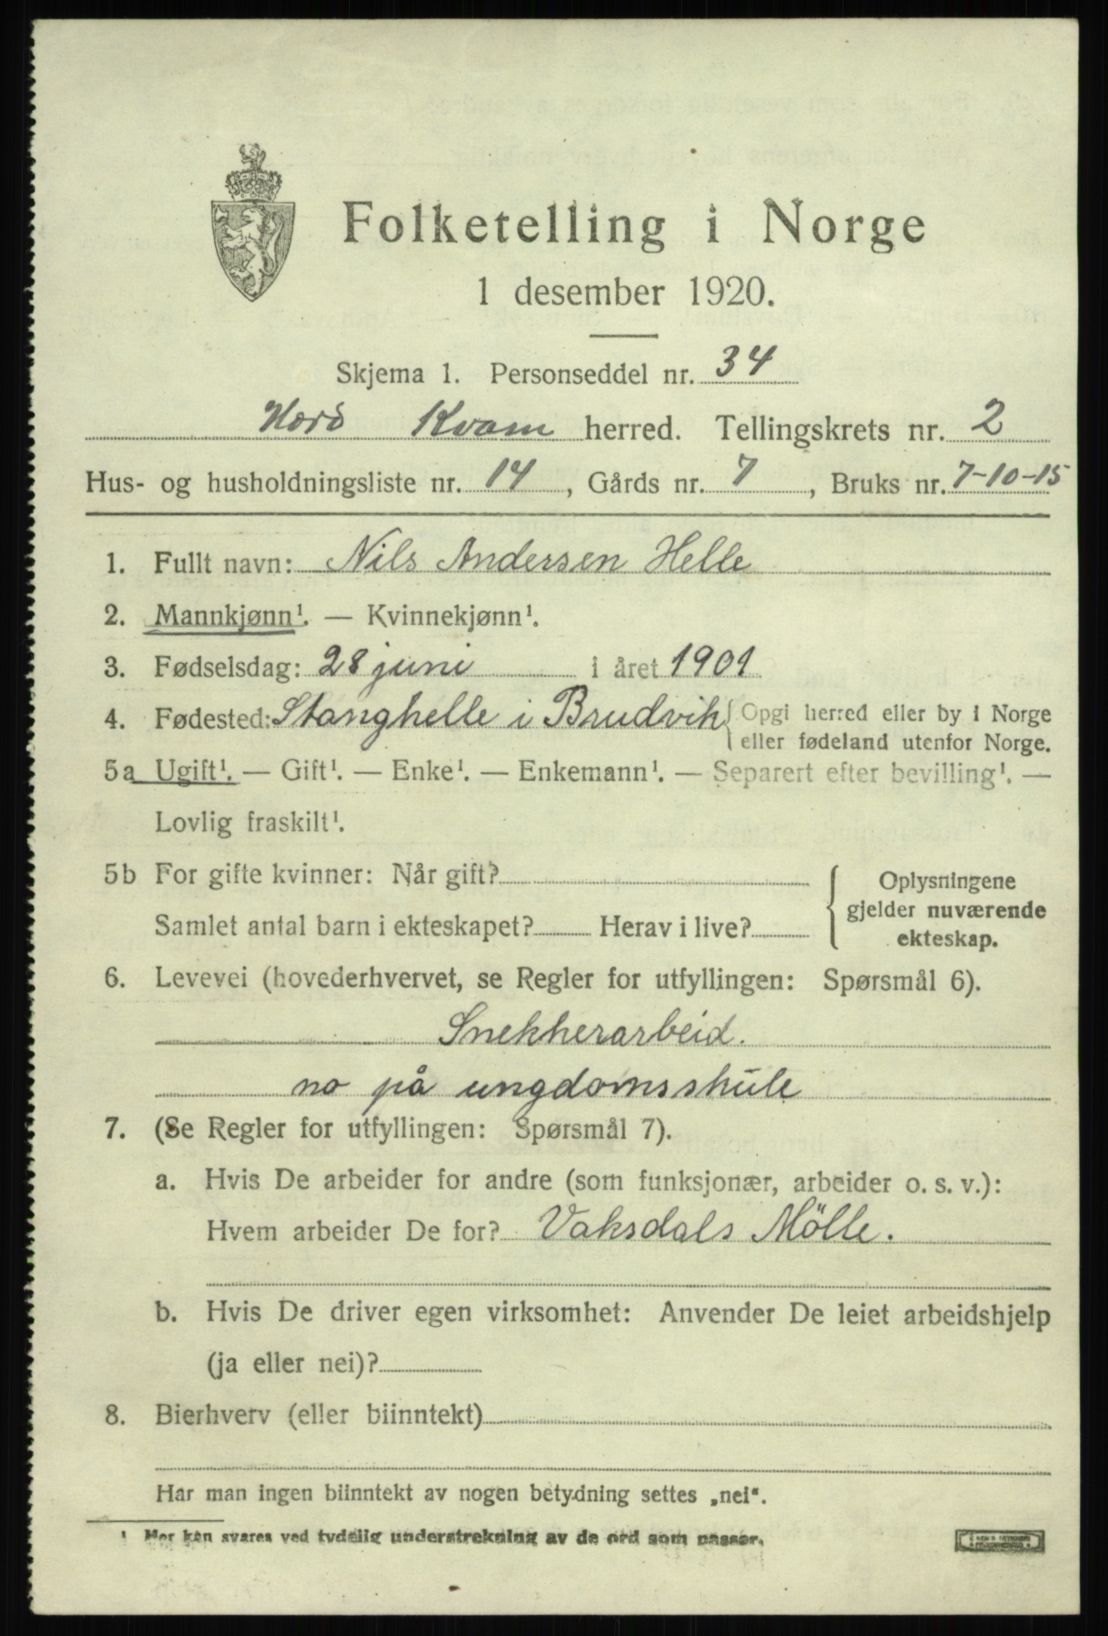 Folketelling i Norge
1 desember 1920.
Skjema 1. Personseddel nr. 34
Hord Kvam herred. Tellingskrets nr. 2
Hus- og husholdningsliste nr. 14, Gårds nr. 7, Bruks nr. 7-10-15
1. Fullt navn: Nils Andersen Helle
2. Mannkjønn¹. — Kvinnekjønn¹.
3. Fødselsdag: 28 juni i året 1901
4. Fødested: Stanghelle i Brudvik { Opgi herred eller by i Norge
eller fødeland utenfor Norge.
5a Ugift¹. — Gift¹. — Enke¹. — Enkemann¹. — Separert efter bevilling¹. —
Lovlig fraskilt¹.
5b For gifte kvinner: Når gift?
Samlet antal barn i ekteskapet? Herav i live?
Oplysningene
gjelder nuværende
ekteskap.
6. Levevei (hovederhvervet, se Regler for utfyllingen: Spørsmål 6).
Snekkerarbeid.
no på ungdomsskule
7. (Se Regler for utfyllingen: Spørsmål 7).
a. Hvis De arbeider for andre (som funksjonær, arbeider o. s. v.):
Hvem arbeider De for? Vaksdals Mölle.
b. Hvis De driver egen virksomhet: Anvender De leiet arbeidshjelp
(ja eller nei)?
8. Bierhverv (eller biinntekt)
Har man ingen biinntekt av nogen betydning settes „nei“.
¹ Her kan svares ved tydelig understrekning av de ord som passer.